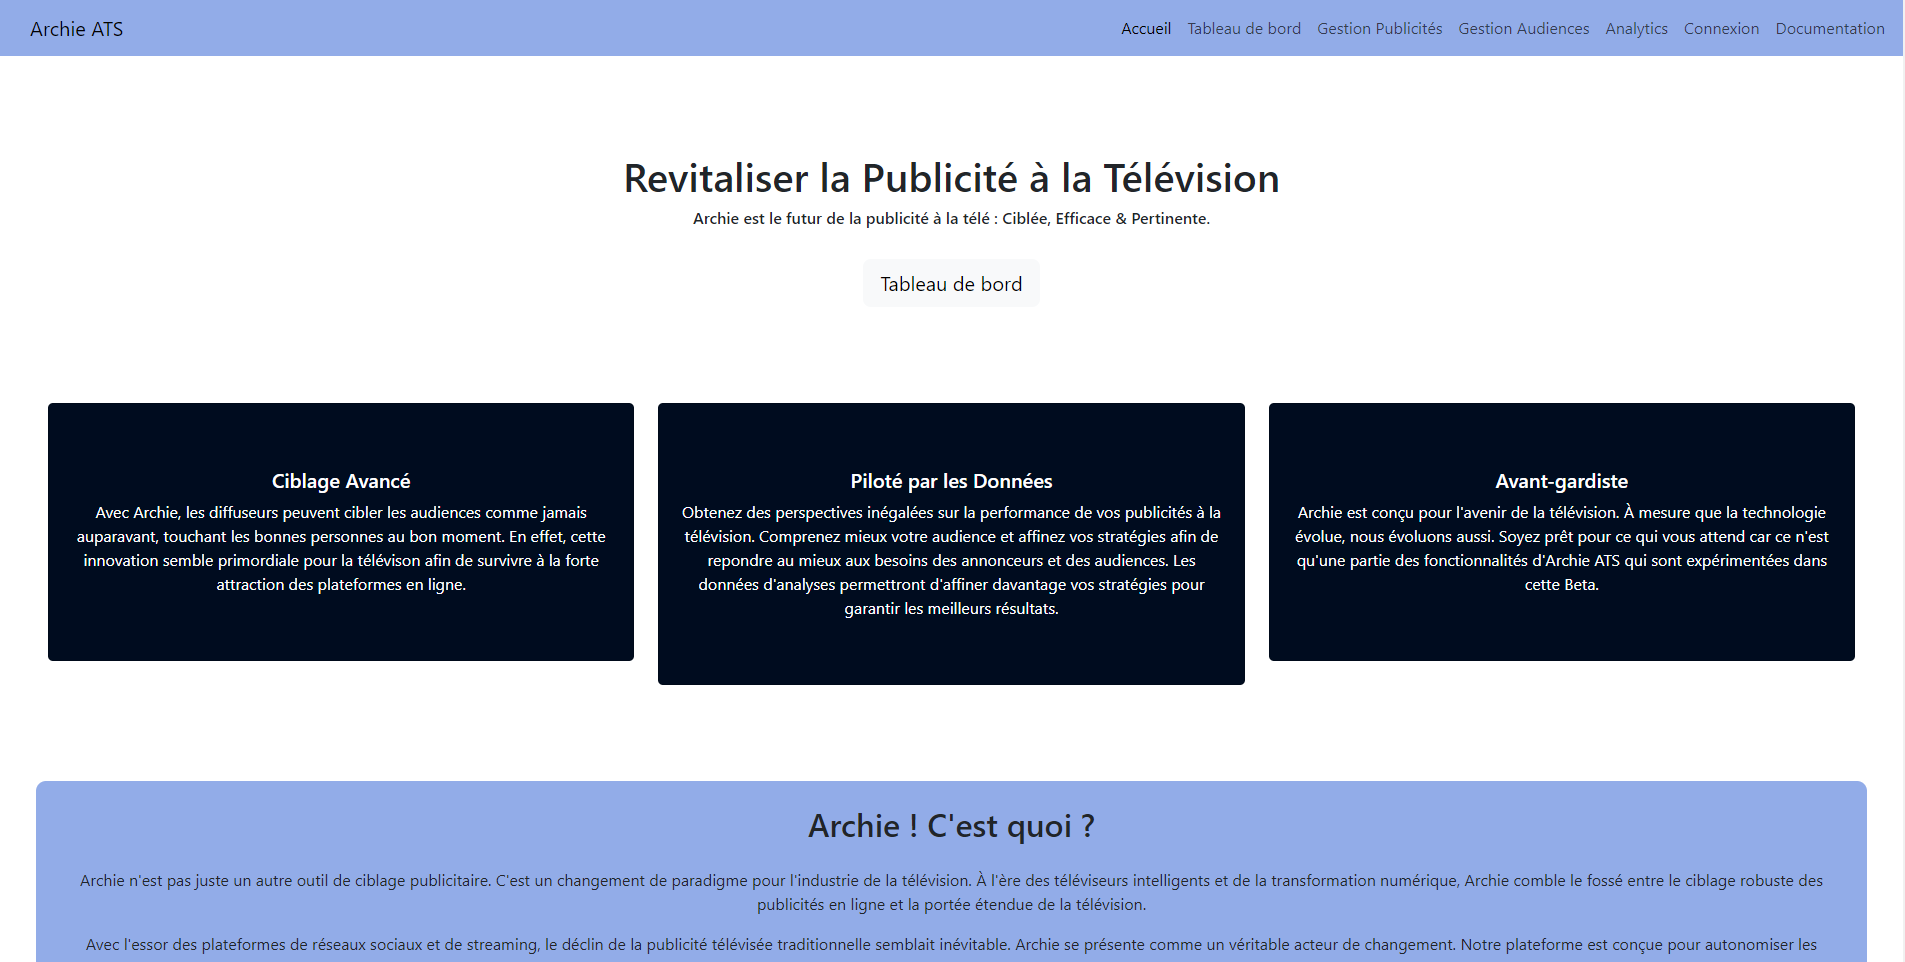 Archie ATS
Accueil Tableau de bord Gestion Publicités Gestion Audiences Analytics Connexion Documentation
Revitaliser la Publicité à la Télévision
Archie est le futur de la publicité à la télé : Ciblée, Efficace & Pertinente.
Tableau de bord
Ciblage Avancé
Avec Archie, les diffuseurs peuvent cibler les audiences comme jamais
auparavant, touchant les bonnes personnes au bon moment. En effet, cette
innovation semble primordiale pour la télévison afin de survivre à la forte
attraction des plateformes en ligne.
Piloté par les Données
Obtenez des perspectives inégalées sur la performance de vos publicités à la
télévision. Comprenez mieux votre audience et affinez vos stratégies afin de
repondre au mieux aux besoins des annonceurs et des audiences. Les
données d'analyses permettront d'affiner davantage vos stratégies pour
garantir les meilleurs résultats.
Avant-gardiste
Archie est conçu pour l'avenir de la télévision. À mesure que la technologie
évolue, nous évoluons aussi. Soyez prêt pour ce qui vous attend car ce n'est
qu'une partie des fonctionnalités d'Archie ATS qui sont expérimentées dans
cette Beta.
Archie ! C'est quoi ?
Archie n'est pas juste un autre outil de ciblage publicitaire. C'est un changement de paradigme pour l'industrie de la télévision. À l'ère des téléviseurs intelligents et de la transformation numérique, Archie comble le fossé entre le ciblage robuste des
publicités en ligne et la portée étendue de la télévision.
Avec l'essor des plateformes de réseaux sociaux et de streaming, le déclin de la publicité télévisée traditionnelle semblait inévitable. Archie se présente comme un véritable acteur de changement. Notre plateforme est conçue pour autonomiser les